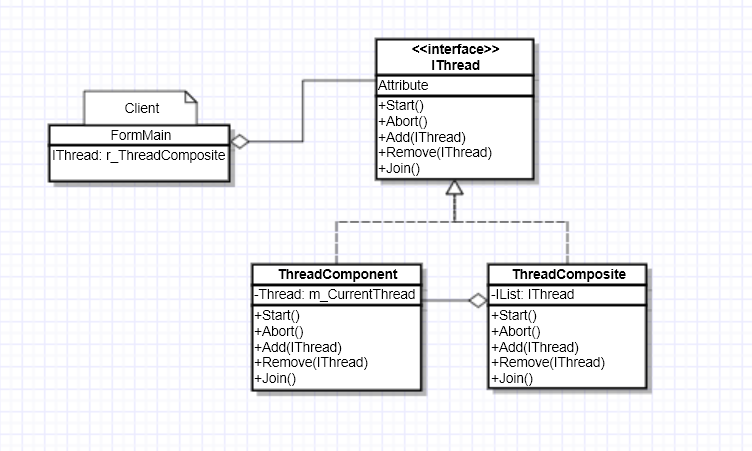 <<interface>>
IThread
Attribute
+Start()
+Abort()
+Add(IThread)
+Remove(IThread)
+Join()
Client
FormMain
IThread: r_ThreadComposite
ThreadComponent
-Thread: m_CurrentThread
+Start()
+Abort()
+Add(IThread)
+Remove(IThread)
+Join()
ThreadComposite
-IList: IThread
+Start()
+Abort()
+Add(IThread)
+Remove(IThread)
+Join()